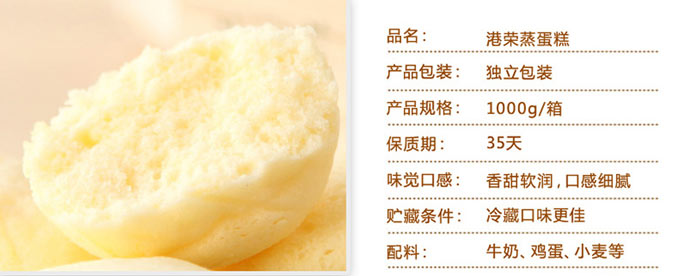 品名： 港荣蒸蛋糕
产品包装： 独立包装
产品规格： 1000g/箱
保质期： 35天
味觉口感： 香甜软润,口感细腻
贮藏条件： 冷藏口味更佳
配料： 牛奶、鸡蛋、小麦等